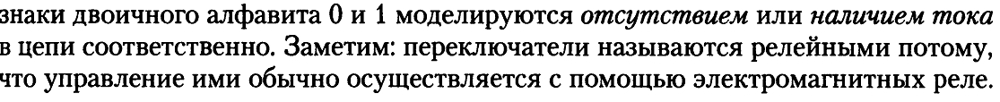 знаки двоичного алфавита 0 и 1 моделируются отсутствием или наличием тока
в цепи соответственно. Заметим: переключатели называются релейными потому,
что управление ими обычно осуществляется с помощью электромагнитных реле.